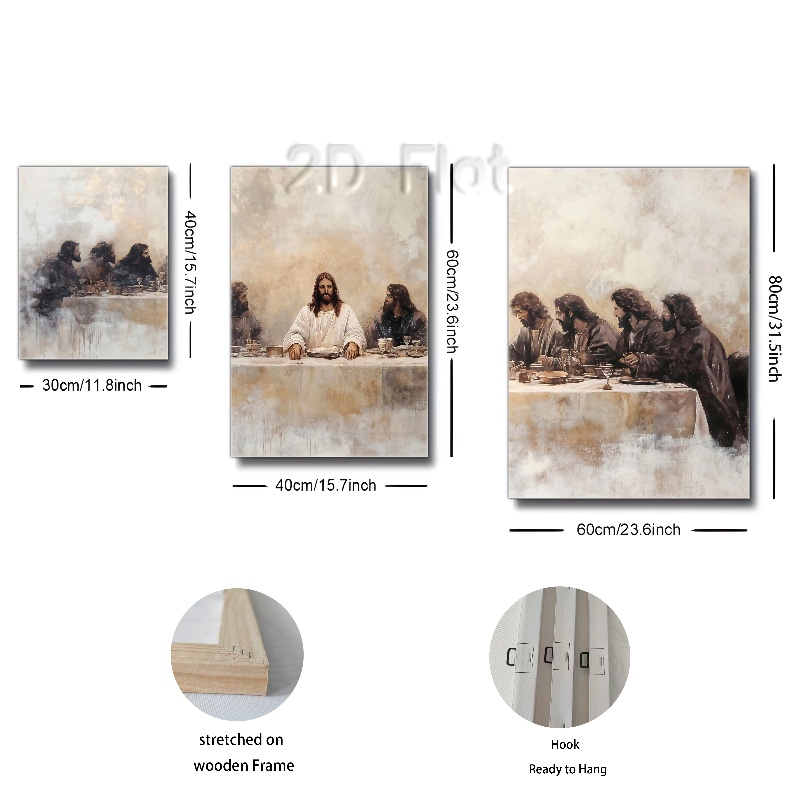 2.D Flat.
40cm/15.7inch
30cm/11.8inch
60cm/23.6inch
40cm/15.7inch
80cm/31.5inch
60cm/23.6inch
stretched on
wooden Frame
Hook
Ready to Hang